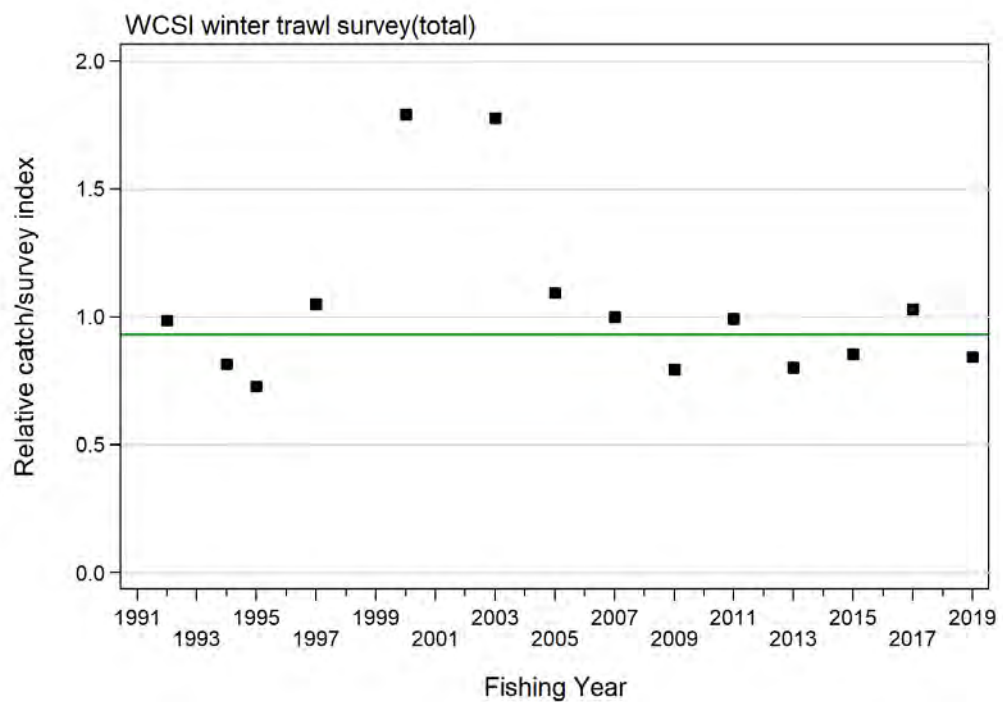 WCSI winter trawl survey(total)
2.0
1.5
1.0
0.5
0.0
Relative catch/survey index
1991 1995 1999 2003 2007 2011 2015 2019
1993 1997 2001 2005 2009 2013 2017
Fishing Year